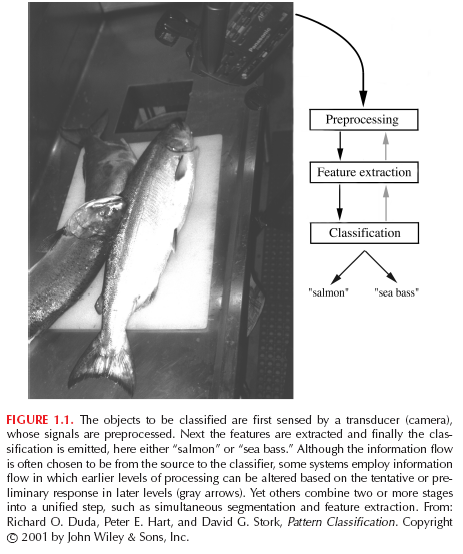 Preprocessing
Feature extraction
Classification
"salmon" "sea bass"
FIGURE 1.1. The objects to be classified are first sensed by a transducer (camera),
whose signals are preprocessed. Next the features are extracted and finally the clas-
sification is emitted, here either “salmon” or “sea bass.” Although the information flow
is often chosen to be from the source to the classifier, some systems employ information
flow in which earlier levels of processing can be altered based on the tentative or pre-
liminary response in later levels (gray arrows). Yet others combine two or more stages
into a unified step, such as simultaneous segmentation and feature extraction. From:
Richard O. Duda, Peter E. Hart, and David G. Stork, Pattern Classification. Copyright
© 2001 by John Wiley & Sons, Inc.